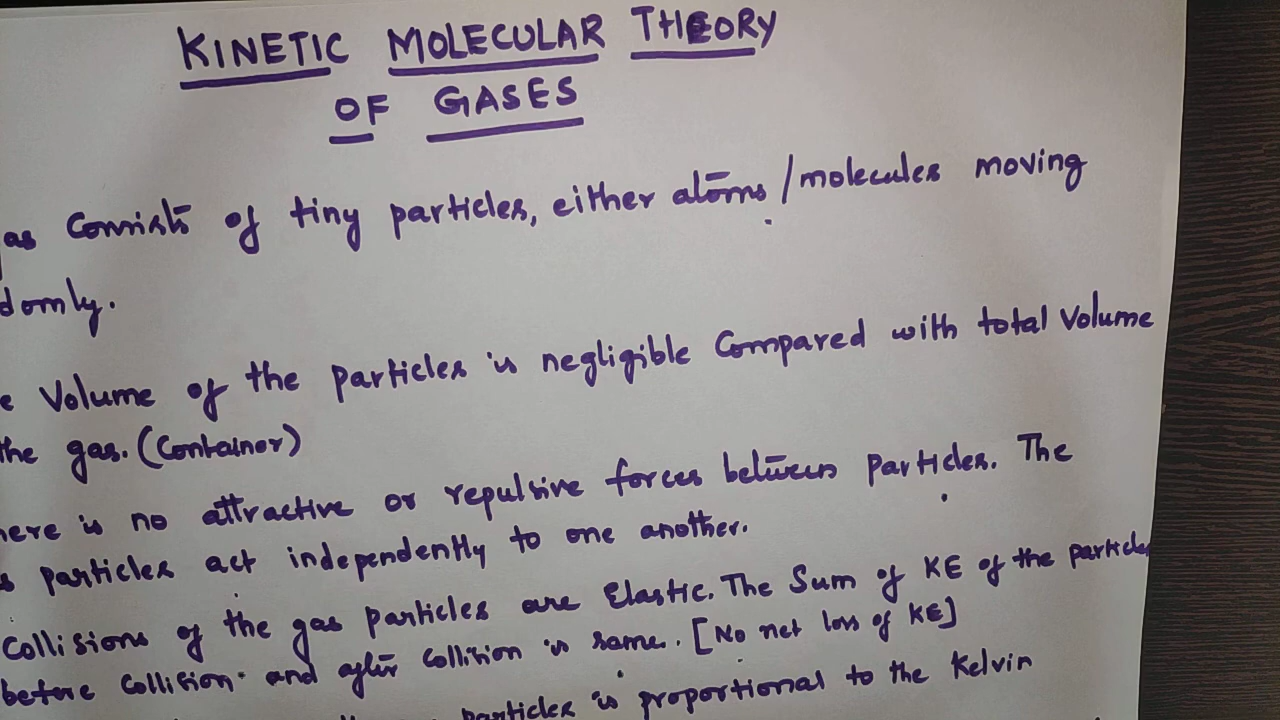 KINETIC MOLECULAR THEORY
OF GASES
as Consists of tiny particles, either atoms/molecules moving
domly.
e Volume of the particles is negligible Compared with total Volume
the gas. (Container)
here is no attractive or repulsive forces between particles. The
s particles act independently to one another.
Collisions of the gas particles are Elastic. The Sum of KE of the particles
before Collision and after Collision is same. [No net loss of KE]
particles is proportional to the Kelvin